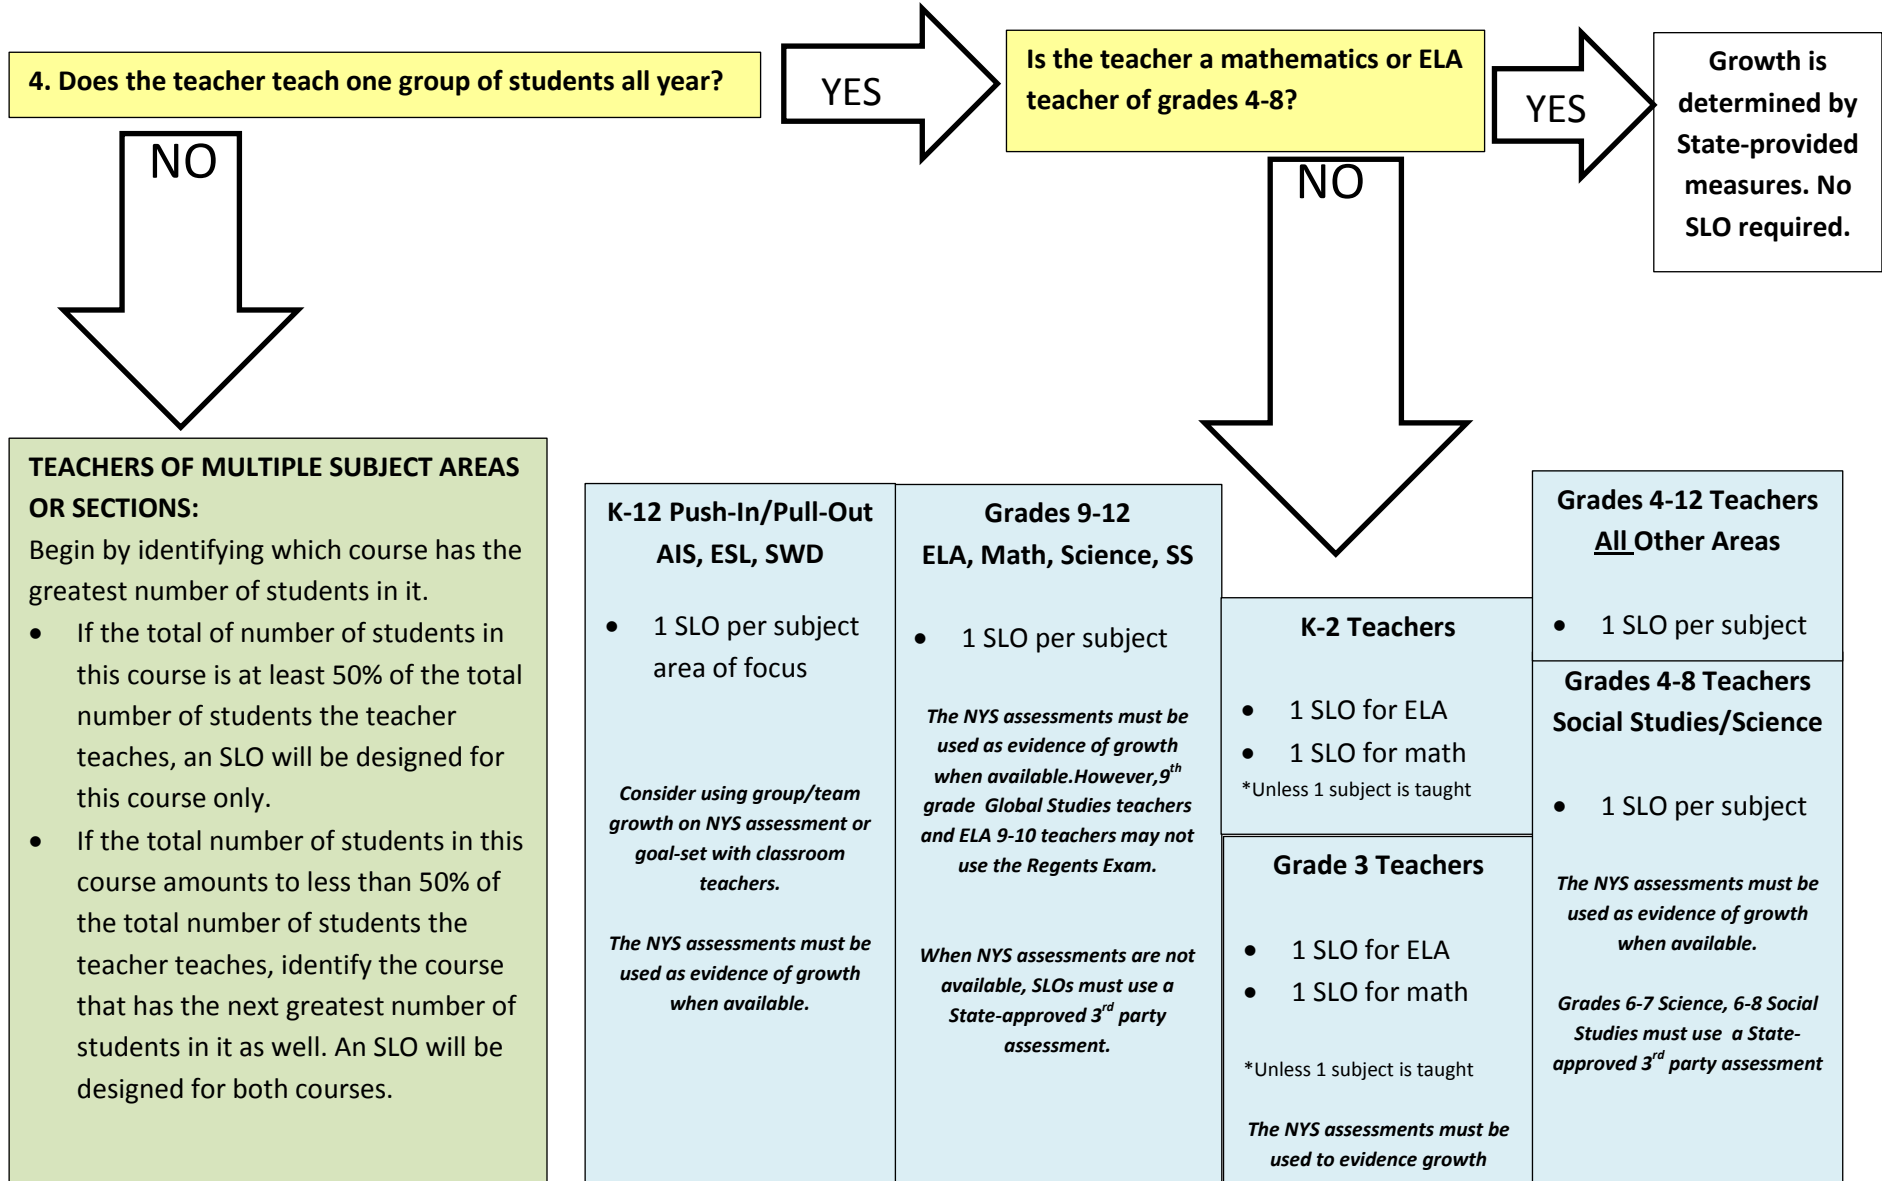 4. Does the teacher teach one group of students all year?
YES
Is the teacher a mathematics or ELA
teacher of grades 4-8?
YES
Growth is
determined by
State-provided
measures. No
SLO required.
NO
NO
TEACHERS OF MULTIPLE SUBJECT AREAS
OR SECTIONS:
Begin by identifying which course has the
greatest number of students in it.
• If the total of number of students in
this course is at least 50% of the total
number of students the teacher
teaches, an SLO will be designed for
this course only.
• If the total number of students in this
course amounts to less than 50% of
the total number of students the
teacher teaches, identify the course
that has the next greatest number of
students in it as well. An SLO will be
designed for both courses.
K-12 Push-In/Pull-Out
AIS, ESL, SWD
• 1 SLO per subject
area of focus
Consider using group/team
growth on NYS assessment or
goal-set with classroom
teachers.
The NYS assessments must be
used as evidence of growth
when available.
Grades 9-12
ELA, Math, Science, SS
• 1 SLO per subject
The NYS assessments must be
used as evidence of growth
when available.However,9th
grade Global Studies teachers
and ELA 9-10 teachers may not
use the Regents Exam.
When NYS assessments are not
available, SLOs must use a
State-approved 3rd party
assessment.
K-2 Teachers
• 1 SLO for ELA
• 1 SLO for math
*Unless 1 subject is taught
Grade 3 Teachers
• 1 SLO for ELA
• 1 SLO for math
*Unless 1 subject is taught
The NYS assessments must be
used to evidence growth
Grades 4-12 Teachers
All Other Areas
• 1 SLO per subject
Grades 4-8 Teachers
Social Studies/Science
• 1 SLO per subject
The NYS assessments must be
used as evidence of growth
when available.
Grades 6-7 Science, 6-8 Social
Studies must use a State-
approved 3rd party assessment